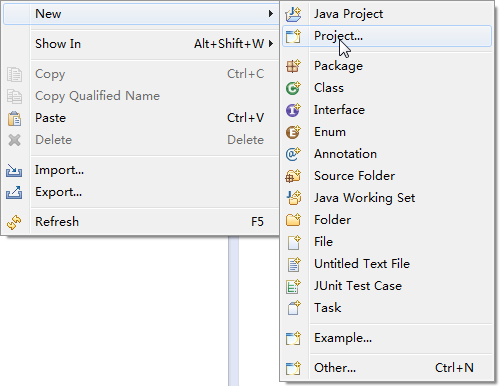 New
Show In Alt+Shift+W
Copy Ctrl+C
Copy Qualified Name
Paste Ctrl+V
Delete Delete
Import...
Export...
Refresh F5
Java Project
Project...
Package
Class
Interface
Enum
Annotation
Source Folder
Java Working Set
Folder
File
Untitled Text File
JUnit Test Case
Task
Example...
Other... Ctrl+N